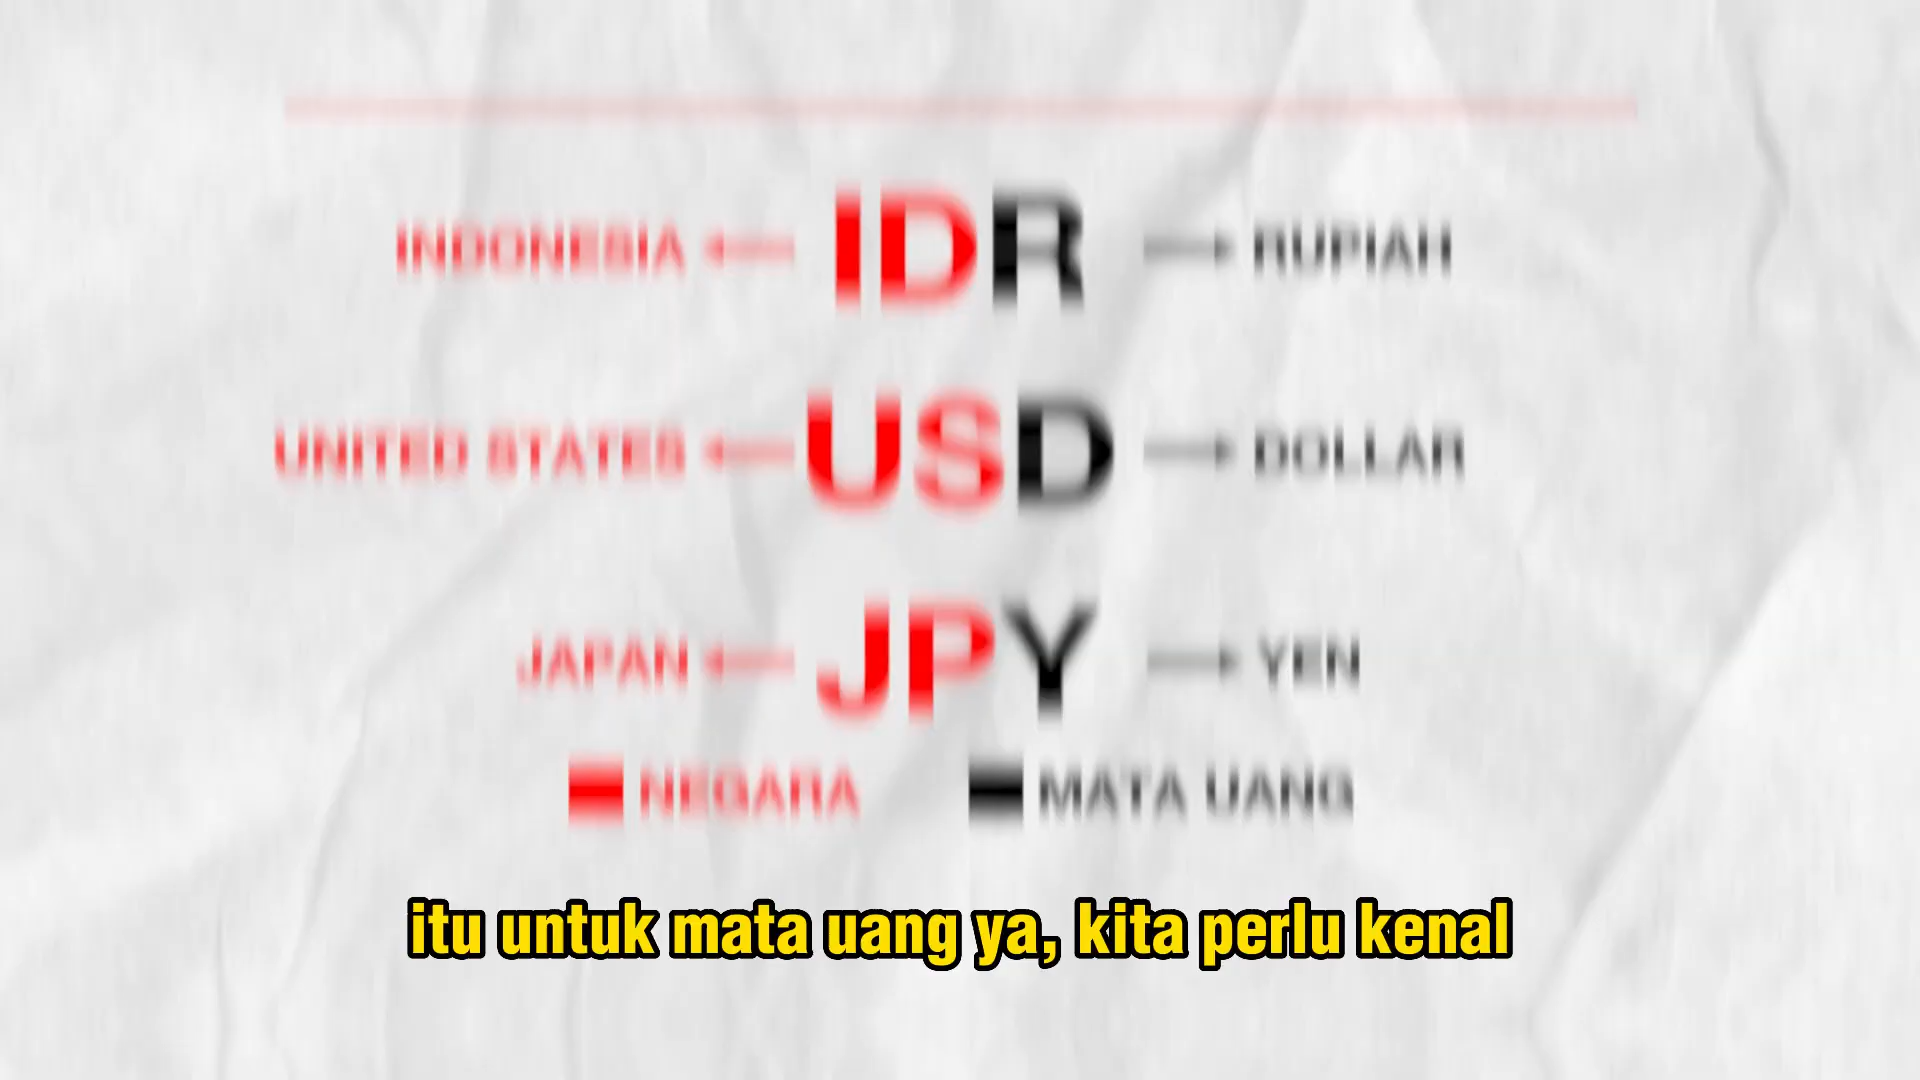 INDONESIA IDR RUPIAH
UNITED STATES USD DOLLAR
JAPAN JPY YEN
NEGARA MATA UANG
itu untuk mata uang ya, kita perlu kenal